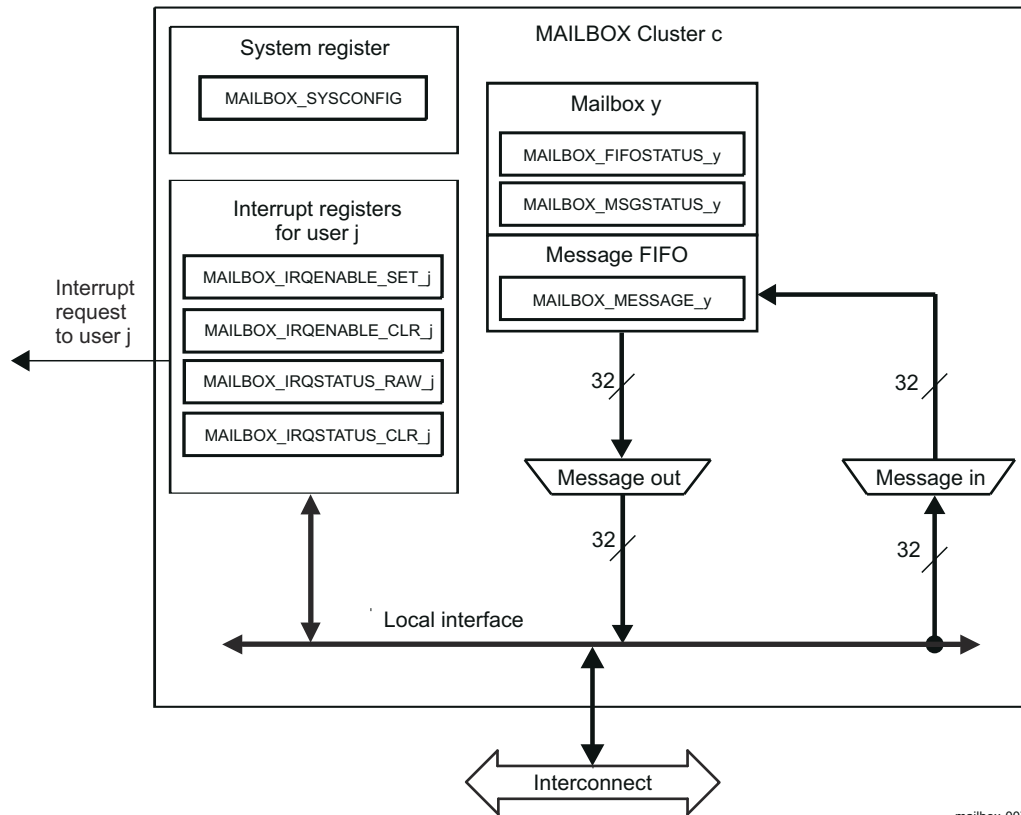 MAILBOX Cluster c
System register
MAILBOX_SYSCONFIG
Mailbox y
MAILBOX_FIFOSTATUS_y
MAILBOX_MSGSTATUS_y
Interrupt registers
for user j
MAILBOX_IRQENABLE_SET_j
MAILBOX_IRQENABLE_CLR_j
MAILBOX_IRQSTATUS_RAW_j
MAILBOX_IRQSTATUS_CLR_j
Message FIFO
MAILBOX_MESSAGE_y
Interrupt
request
to user j
32
32
Message out
Message in
32
32
Local interface
Interconnect